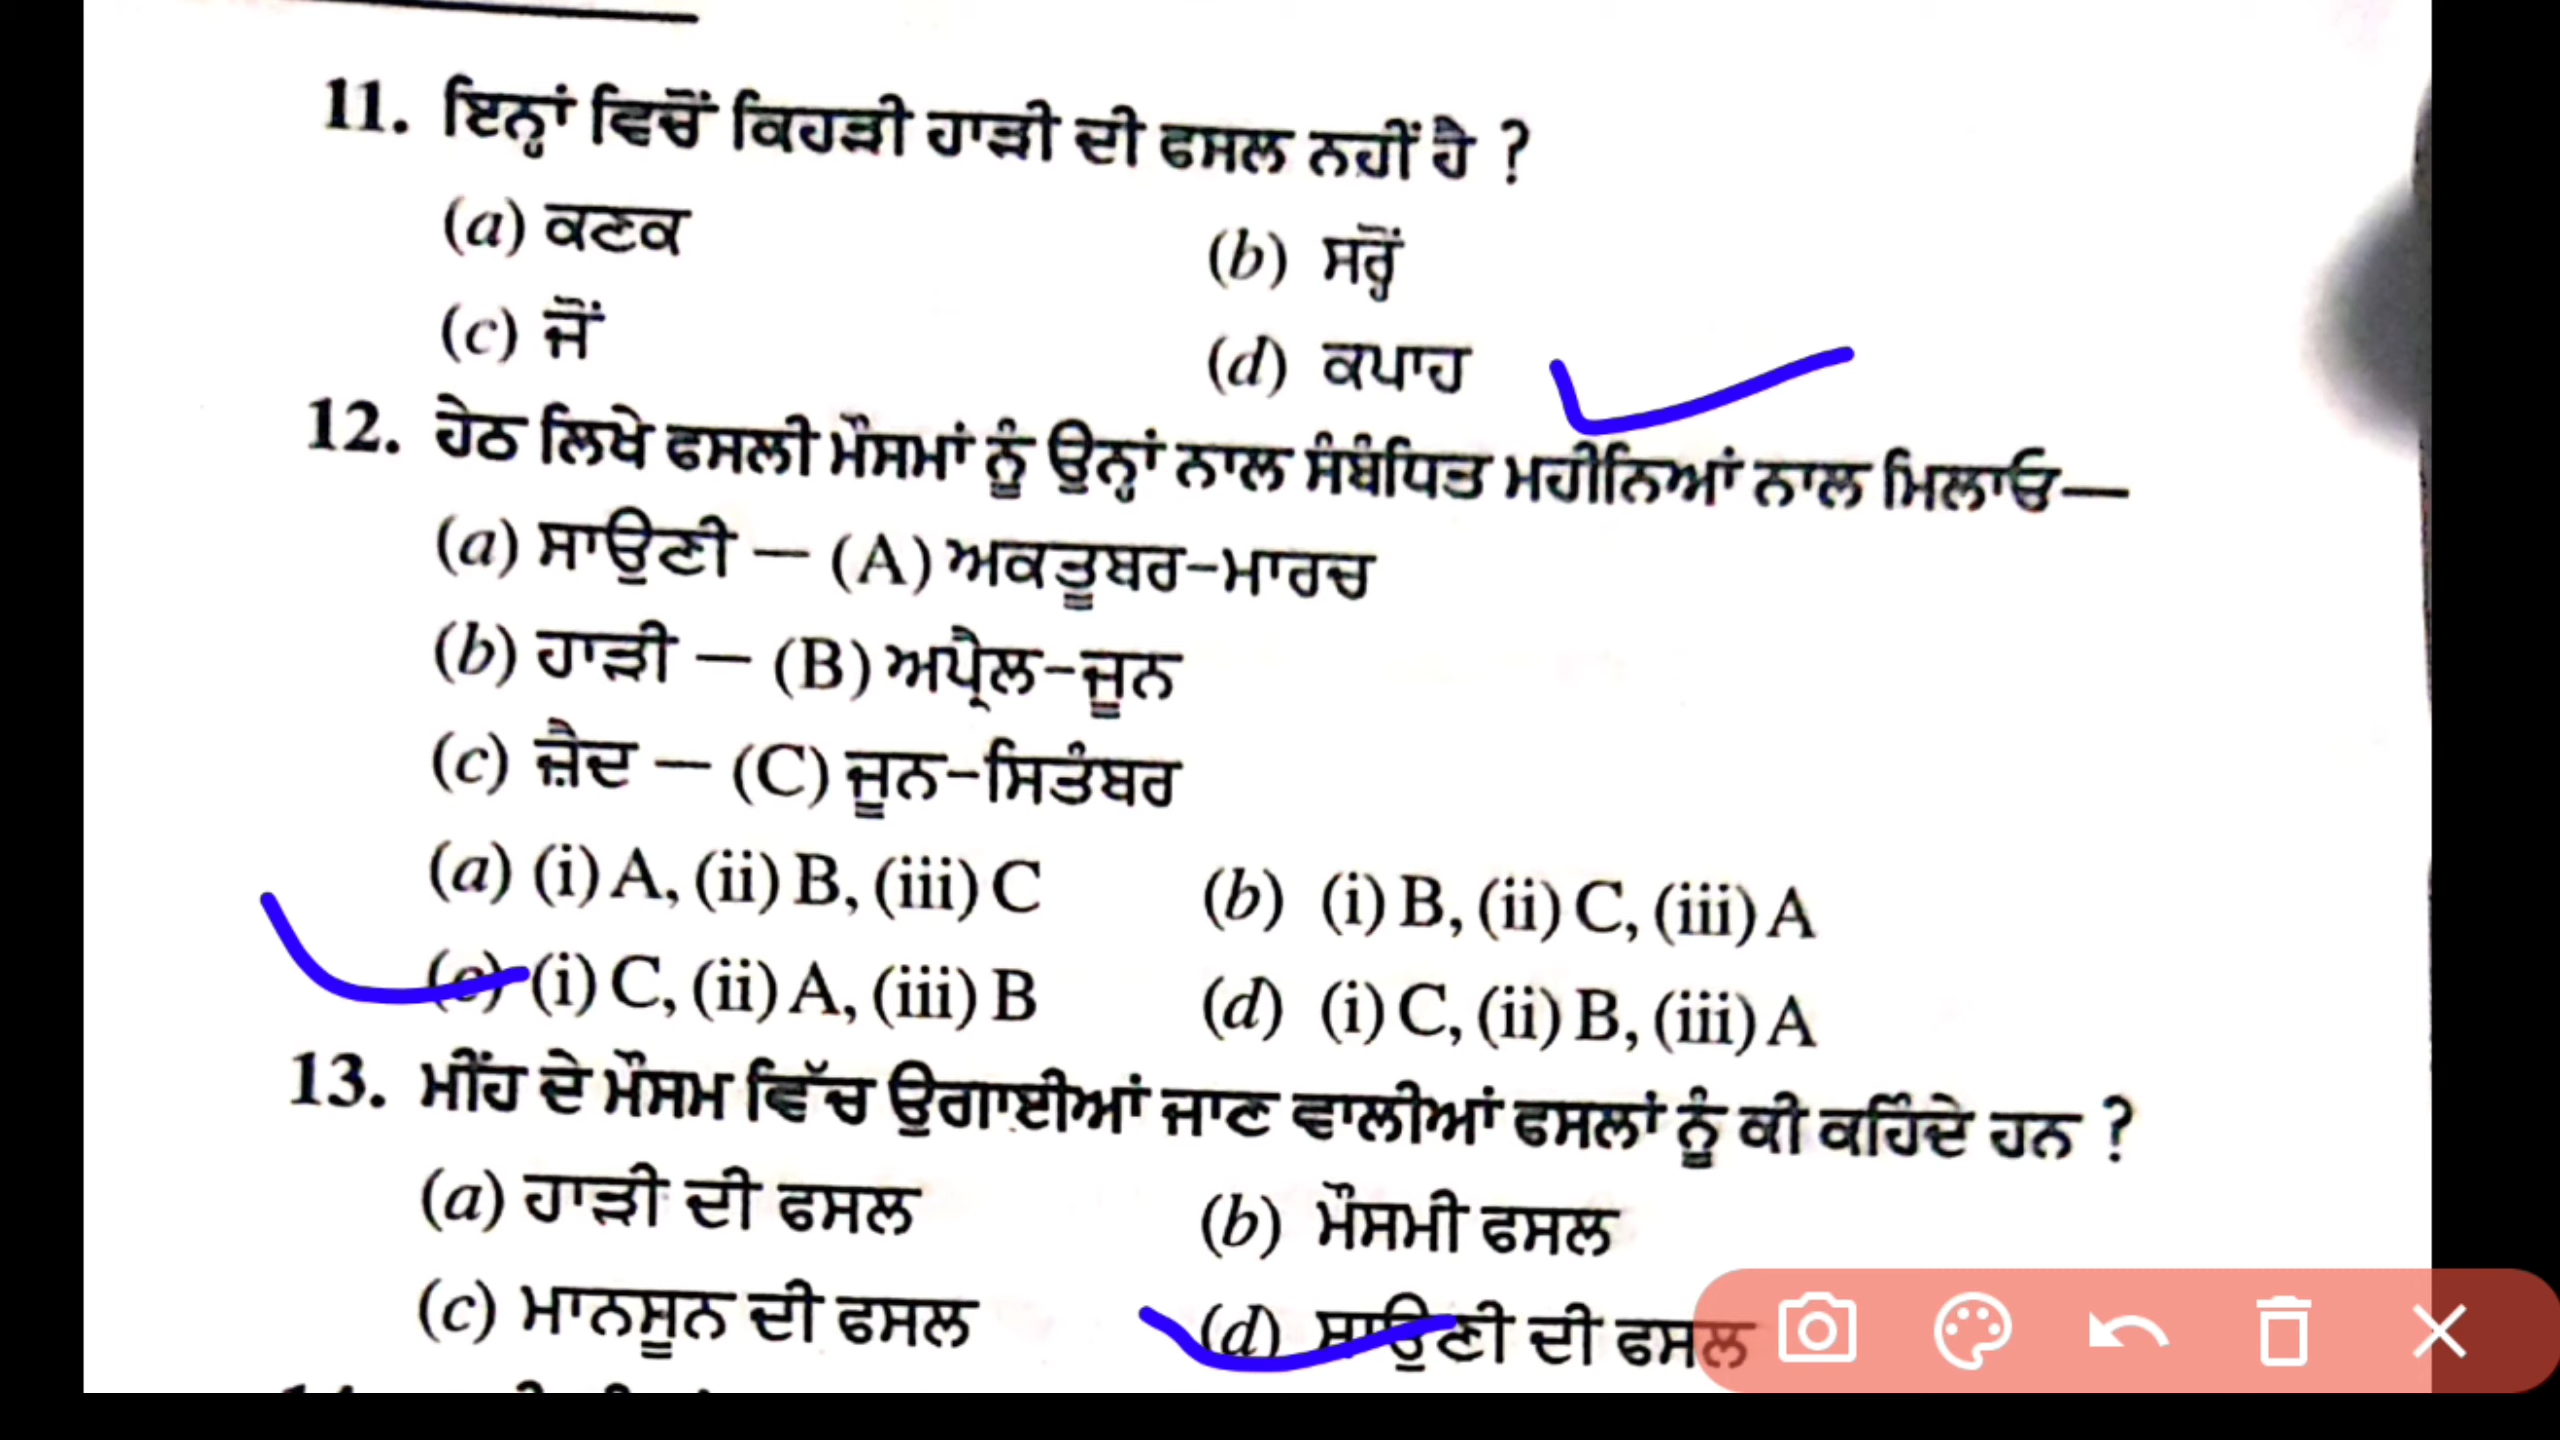 11. ਇਨ੍ਹਾਂ ਵਿਚੋਂ ਕਿਹੜੀ ਹਾੜੀ ਦੀ ਫਸਲ ਨਹੀਂ ਹੈ ?
(a) ਕਣਕ (b) ਸਰ੍ਹੋਂ
(c) ਜੌਂ (d) ਕਪਾਹ
12. ਹੇਠ ਲਿਖੇ ਫਸਲੀ ਮੌਸਮਾਂ ਨੂੰ ਉਨ੍ਹਾਂ ਨਾਲ ਸੰਬੰਧਿਤ ਮਹੀਨਿਆਂ ਨਾਲ ਮਿਲਾਓ—
(a) ਸਾਉਣੀ — (A) ਅਕਤੂਬਰ-ਮਾਰਚ
(b) ਹਾੜੀ — (B) ਅਪ੍ਰੈਲ-ਜੂਨ
(c) ਜ਼ੈਦ — (C) ਜੂਨ-ਸਿਤੰਬਰ
(a) (i) A, (ii) B, (iii) C (b) (i) B, (ii) C, (iii) A
(c) (i) C, (ii) A, (iii) B (d) (i) C, (ii) B, (iii) A
13. ਮੀਂਹ ਦੇ ਮੌਸਮ ਵਿੱਚ ਉਗਾਈਆਂ ਜਾਣ ਵਾਲੀਆਂ ਫਸਲਾਂ ਨੂੰ ਕੀ ਕਹਿੰਦੇ ਹਨ ?
(a) ਹਾੜੀ ਦੀ ਫਸਲ (b) ਮੌਸਮੀ ਫਸਲ
(c) ਮਾਨਸੂਨ ਦੀ ਫਸਲ (d) ਸਾਉਣੀ ਦੀ ਫਸਲ